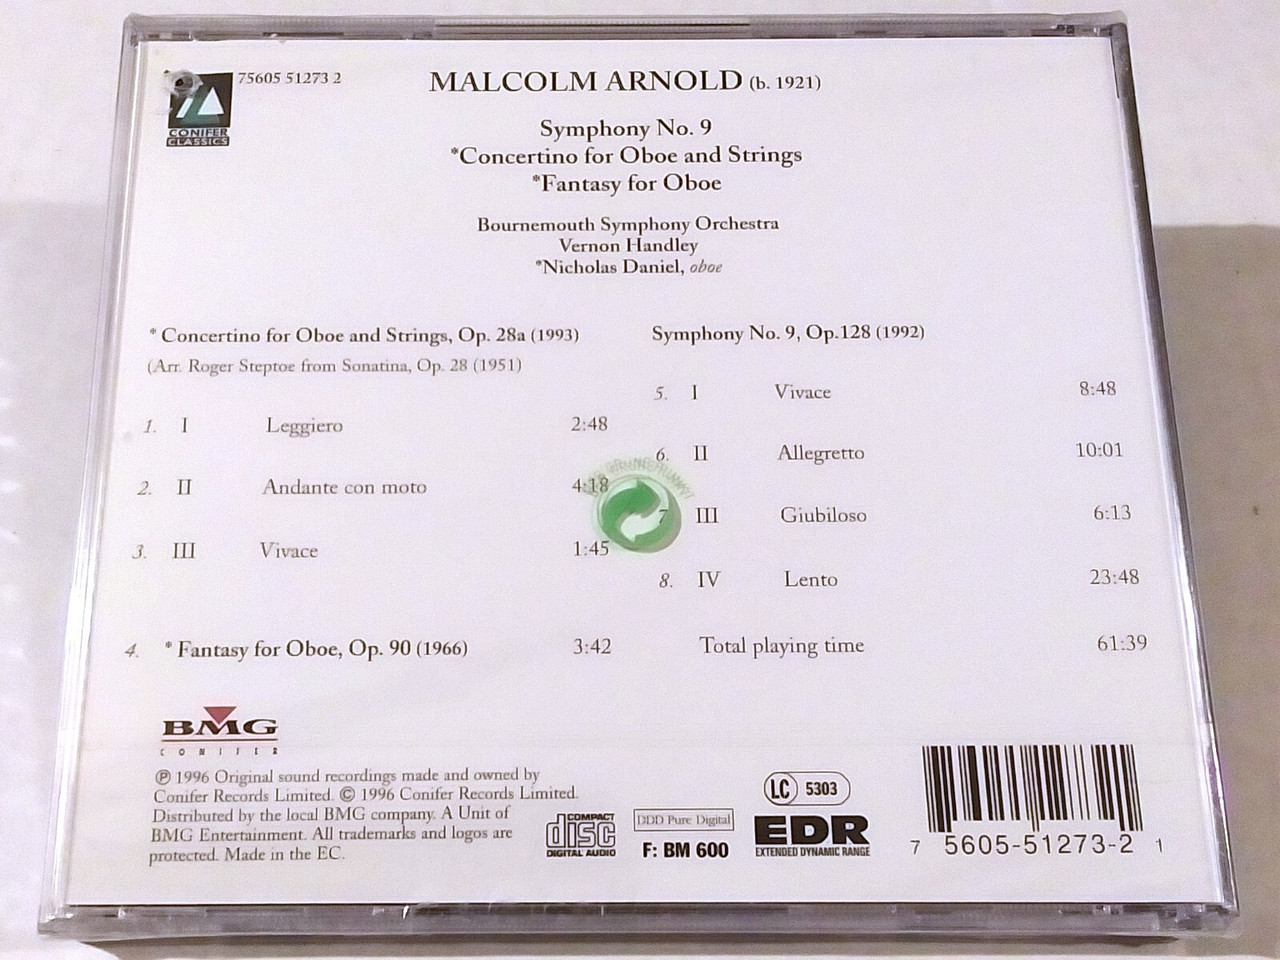 75605 51273 2
CONIFER
CLASSICS
MALCOLM ARNOLD (b. 1921)
Symphony No. 9
*Concertino for Oboe and Strings
*Fantasy for Oboe
Bournemouth Symphony Orchestra
Vernon Handley
*Nicholas Daniel, oboe
* Concertino for Oboe and Strings, Op. 28a (1993)
(Arr. Roger Steptoe from Sonatina, Op. 28 (1951)
1. I Leggiero 2:48
2. II Andante con moto 4:18
3. III Vivace 1:45
4. * Fantasy for Oboe, Op. 90 (1966) 3:42
Symphony No. 9, Op.128 (1992)
5. I Vivace 8:48
6. II Allegretto 10:01
7 III Giubiloso 6:13
8. IV Lento 23:48
Total playing time 61:39
DER GRÜNE PUNKT
BMG
CONIFER
℗ 1996 Original sound recordings made and owned by
Conifer Records Limited. © 1996 Conifer Records Limited.
Distributed by the local BMG company. A Unit of
BMG Entertainment. All trademarks and logos are
protected. Made in the EC.
COMPACT
disc
DIGITAL AUDIO
DDD Pure Digital
F: BM 600
LC 5303
EDR
EXTENDED DYNAMIC RANGE
7 5605-51273-2 1